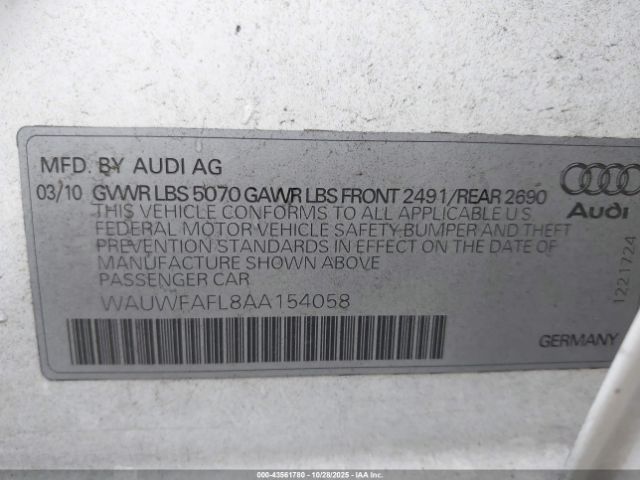 MFD. BY AUDI AG
03/10 GVWR LBS 5070 GAWR LBS FRONT 2491/REAR 2690
THIS VEHICLE CONFORMS TO ALL APPLICABLE U.S
FEDERAL MOTOR VEHICLE SAFETY BUMPER AND THEFT
PREVENTION STANDARDS IN EFFECT ON THE DATE OF
MANUFACTURE SHOWN ABOVE
PASSENGER CAR
WAUWFAFL8AA154058
Audi
1221724
GERMANY
000-43561780 - 10/28/2025 - IAAI.com